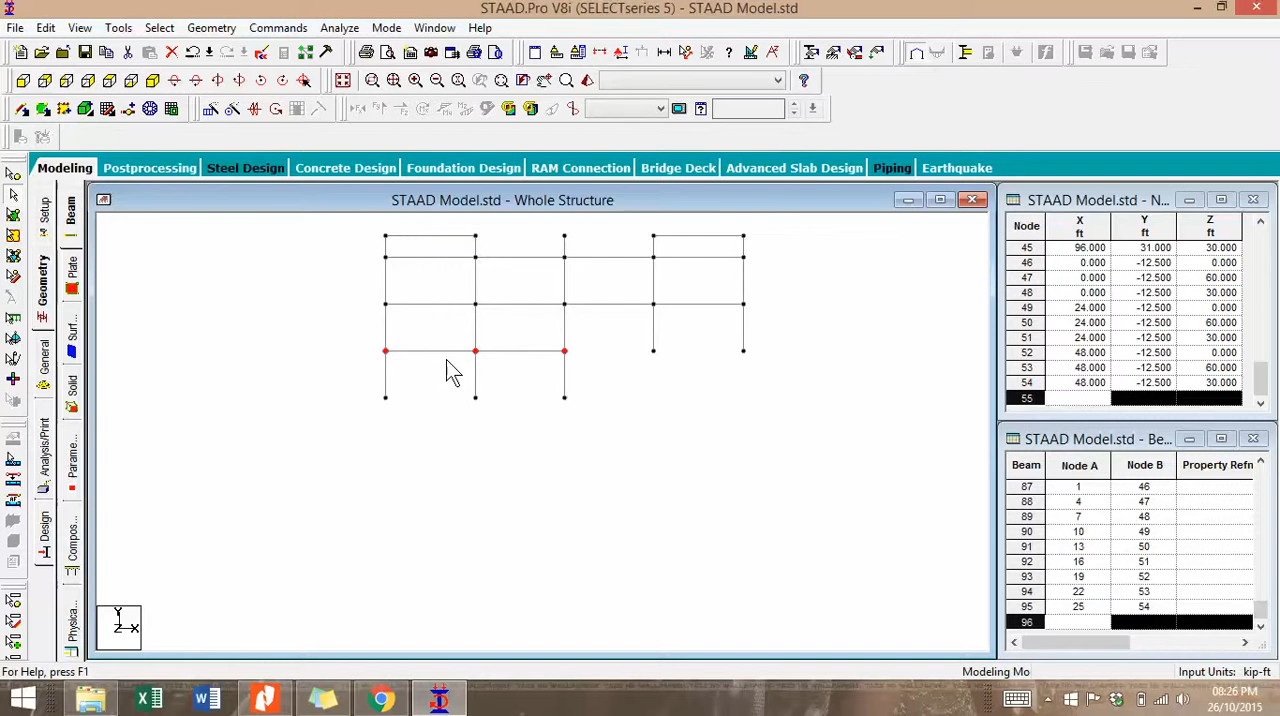 STAAD.Pro V8i (SELECTseries 5) - STAAD Model.std
File Edit View Tools Select Geometry Commands Analyze Mode Window Help
Modeling Postprocessing Steel Design Concrete Design Foundation Design RAM Connection Bridge Deck Advanced Slab Design Piping Earthquake
Setup
Geometry
General
Analysis/Print
Design
Beam
Plate
Surf...
Solid
Parame...
Compos...
Physica...
STAAD Model.std - Whole Structure
Y
Z X
STAAD Model.std - N...
Node X ft Y ft Z ft
45 96.000 31.000 30.000
46 0.000 -12.500 0.000
47 0.000 -12.500 60.000
48 0.000 -12.500 30.000
49 24.000 -12.500 0.000
50 24.000 -12.500 60.000
51 24.000 -12.500 30.000
52 48.000 -12.500 0.000
53 48.000 -12.500 60.000
54 48.000 -12.500 30.000
55
STAAD Model.std - Be...
Beam Node A Node B Property Refn
87 1 46
88 4 47
89 7 48
90 10 49
91 13 50
92 16 51
93 19 52
94 22 53
95 25 54
96
For Help, press F1
Modeling Mo
Input Units: kip-ft
08:26 PM
26/10/2015